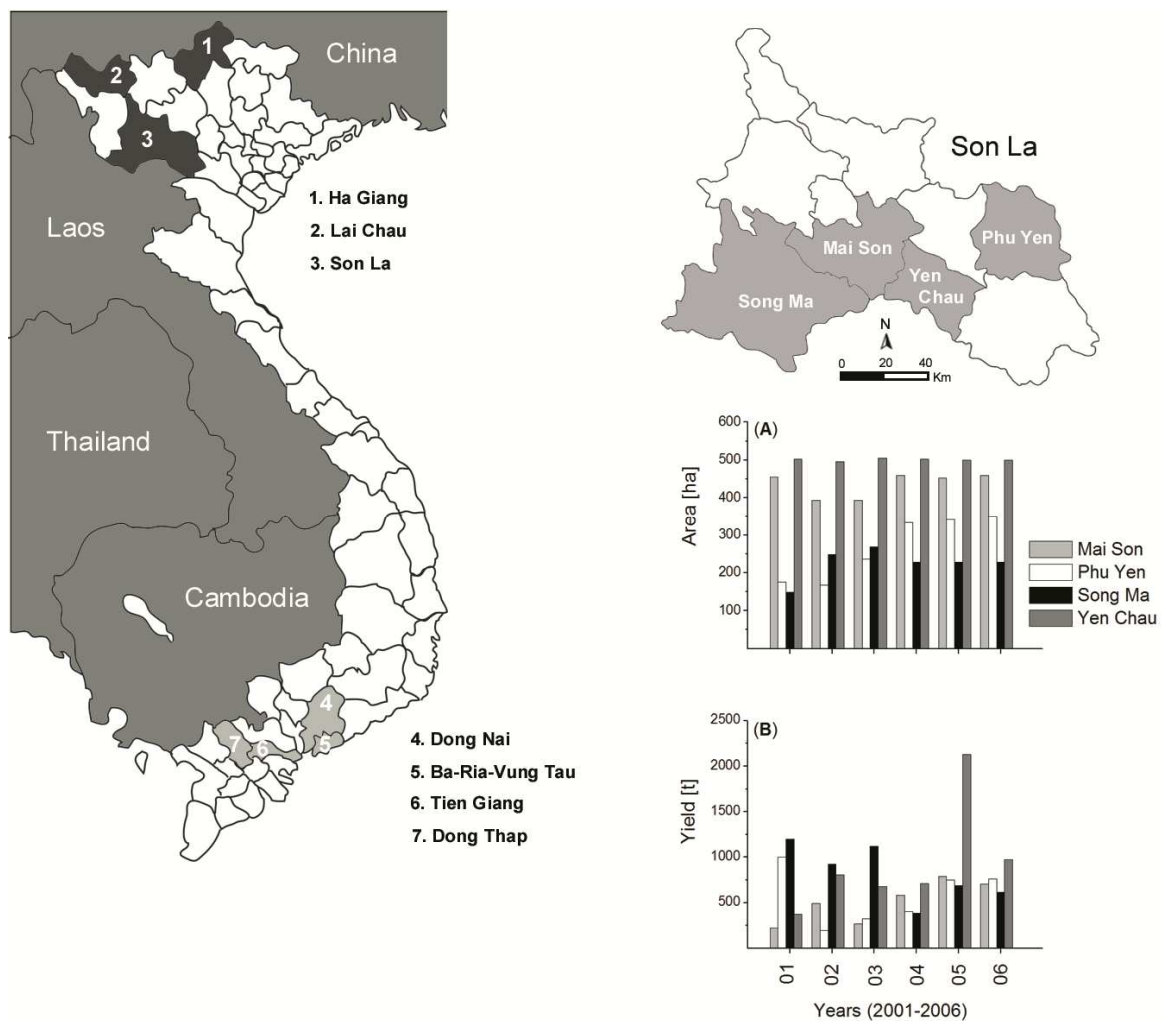 China
1
2
3
1. Ha Giang
2. Lai Chau
3. Son La
Laos
Thailand
Cambodia
4
5
6
7
4. Dong Nai
5. Ba-Ria-Vung Tau
6. Tien Giang
7. Dong Thap
Son La
Phu Yen
Mai Son
Yen
Chau
Song Ma
N
0 20 40
Km
(A)
600
500
400
300
200
100
Area [ha]
Mai Son
Phu Yen
Song Ma
Yen Chau
(B)
2500
2000
1500
1000
500
Yield [t]
01 02 03 04 05 06
Years (2001-2006)